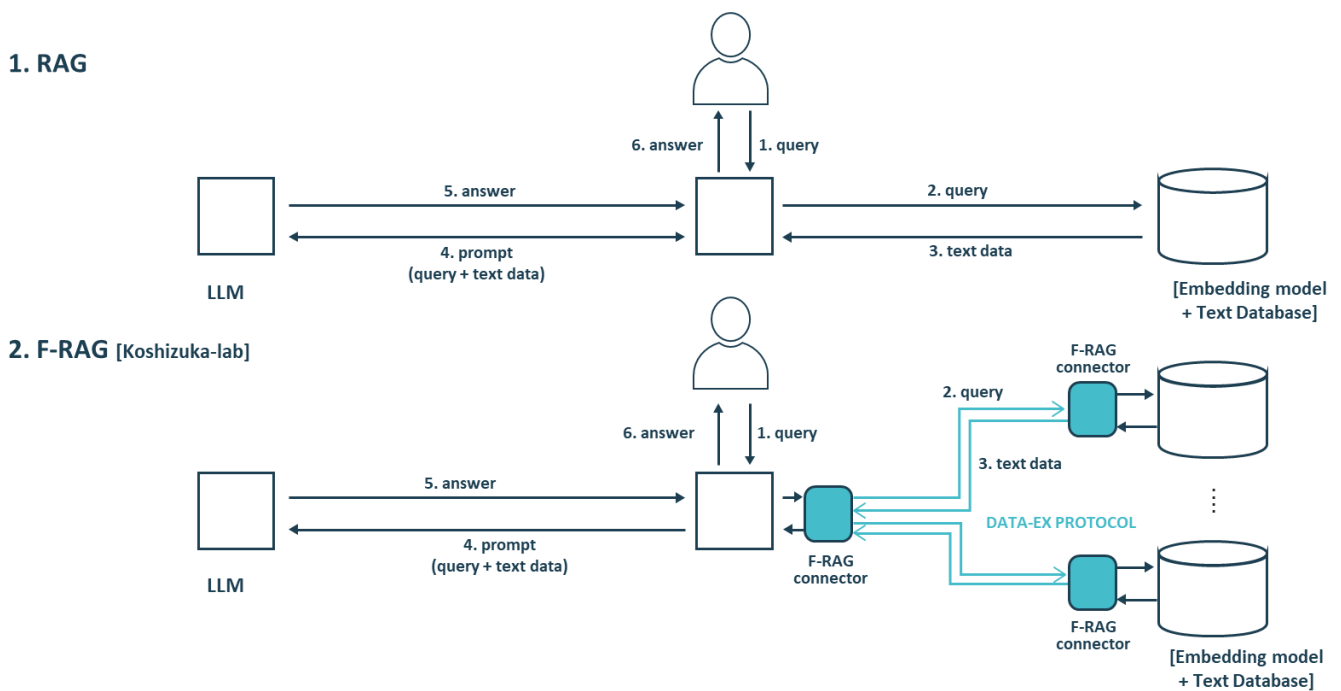 1. RAG
6. answer
1. query
5. answer
2. query
4. prompt
(query + text data)
3. text data
LLM
[Embedding model
+ Text Database]
2. F-RAG [Koshizuka-lab]
F-RAG
connector
2. query
6. answer
1. query
3. text data
5. answer
⋮
DATA-EX PROTOCOL
4. prompt
(query + text data)
F-RAG
connector
LLM
F-RAG
connector
[Embedding model
+ Text Database]